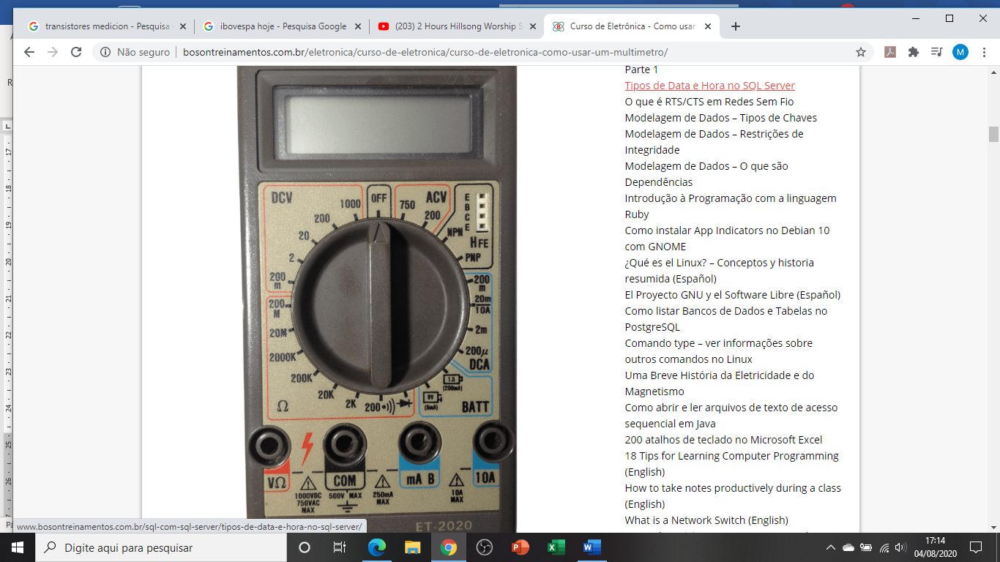 transistores medicion - Pesquisa
ibovespa hoje - Pesquisa Google
(203) 2 Hours Hillsong Worship S
Curso de Eletrônica - Como usar
Não seguro
bosontreinamentos.com.br/eletronica/curso-de-eletronica/curso-de-eletronica-como-usar-um-multimetro/
M
DCV
1000
OFF
750
ACV
200
200
20
2
200
m
200
M
20M
2000K
200K
20K
2K
200
Ω
E
B
C
E
NPN
HFE
PNP
200
m
20m
10A
2m
200µ
DCA
1.5
(200mA)
9V
(6mA)
BATT
VΩ
COM
mA B
10A
1000VDC
750VAC
MAX
500V MAX
250mA
MAX
10A
MAX
ET-2020
Parte 1
Tipos de Data e Hora no SQL Server
O que é RTS/CTS em Redes Sem Fio
Modelagem de Dados – Tipos de Chaves
Modelagem de Dados – Restrições de
Integridade
Modelagem de Dados – O que são
Dependências
Introdução à Programação com a linguagem
Ruby
Como instalar App Indicators no Debian 10
com GNOME
¿Qué es el Linux? – Conceptos y historia
resumida (Español)
El Proyecto GNU y el Software Libre (Español)
Como listar Bancos de Dados e Tabelas no
PostgreSQL
Comando type – ver informações sobre
outros comandos no Linux
Uma Breve História da Eletricidade e do
Magnetismo
Como abrir e ler arquivos de texto de acesso
sequencial em Java
200 atalhos de teclado no Microsoft Excel
18 Tips for Learning Computer Programming
(English)
How to take notes productively during a class
(English)
What is a Network Switch (English)
17
18
19
20
21
22
23
24
25
26
www.bosontreinamentos.com.br/sql-com-sql-server/tipos-de-data-e-hora-no-sql-server/
Digite aqui para pesquisar
17:14
04/08/2020